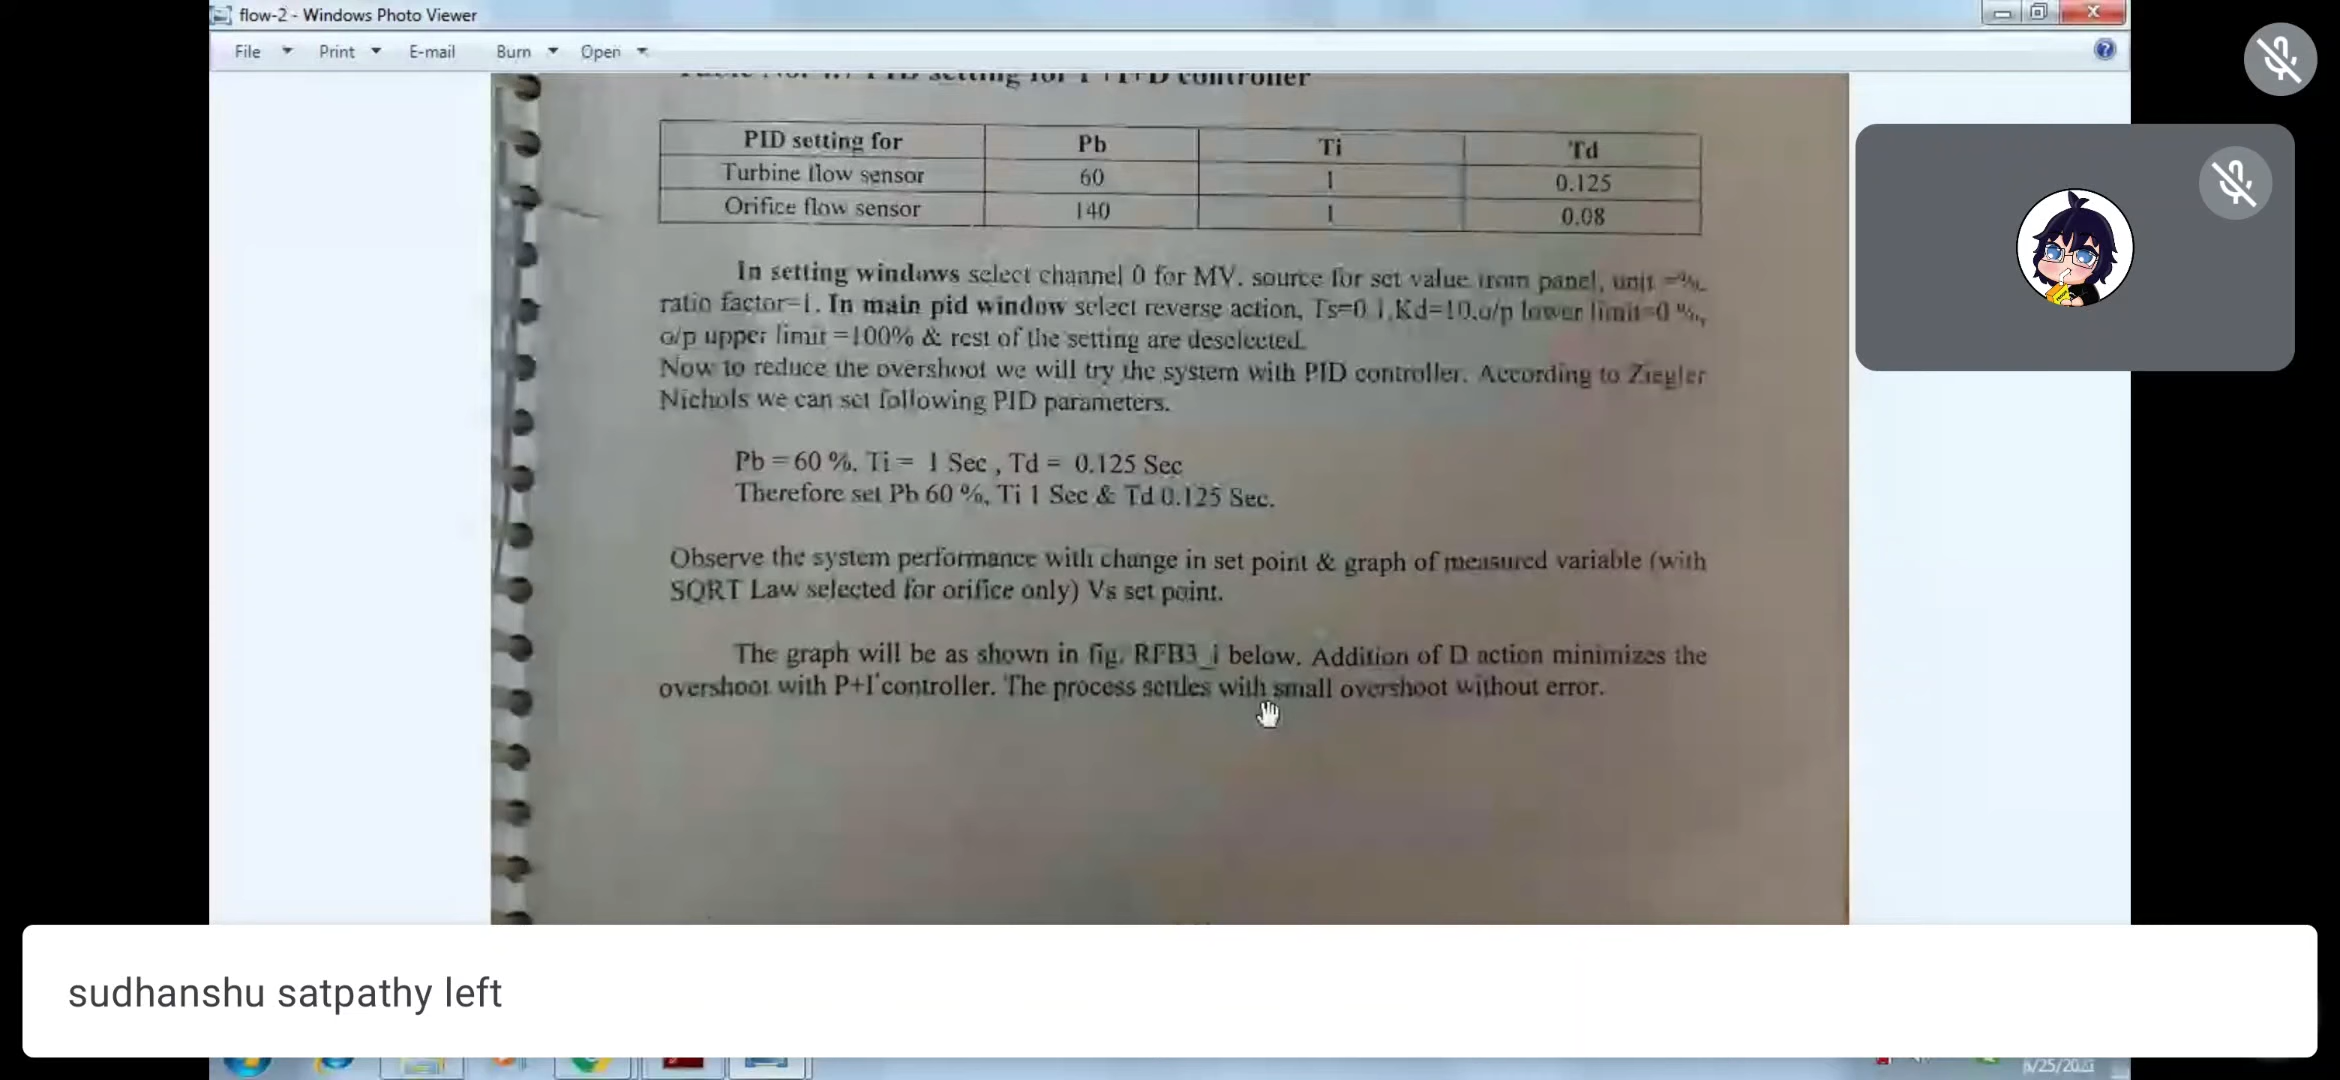 flow-2 - Windows Photo Viewer
File Print E-mail Burn Open
setting for P+I+D controller
PID setting for Pb Ti Td
Turbine flow sensor 60 1 0.125
Orifice flow sensor 140 1 0.08
In setting windows select channel 0 for MV. source for set value from panel, unit =%,
ratio factor=1. In main pid window select reverse action, Ts=0.1,Kd=10,o/p lower limit=0 %,
o/p upper limit =100% & rest of the setting are deselected.
Now to reduce the overshoot we will try the system with PID controller. According to Ziegler
Nichols we can set following PID parameters.
Pb = 60 %, Ti = 1 Sec , Td = 0.125 Sec
Therefore set Pb 60 %, Ti 1 Sec & Td 0.125 Sec.
Observe the system performance with change in set point & graph of measured variable (with
SQRT Law selected for orifice only) Vs set point.
The graph will be as shown in fig. RFB3_i below. Addition of D action minimizes the
overshoot with P+I controller. The process settles with small overshoot without error.
sudhanshu satpathy left